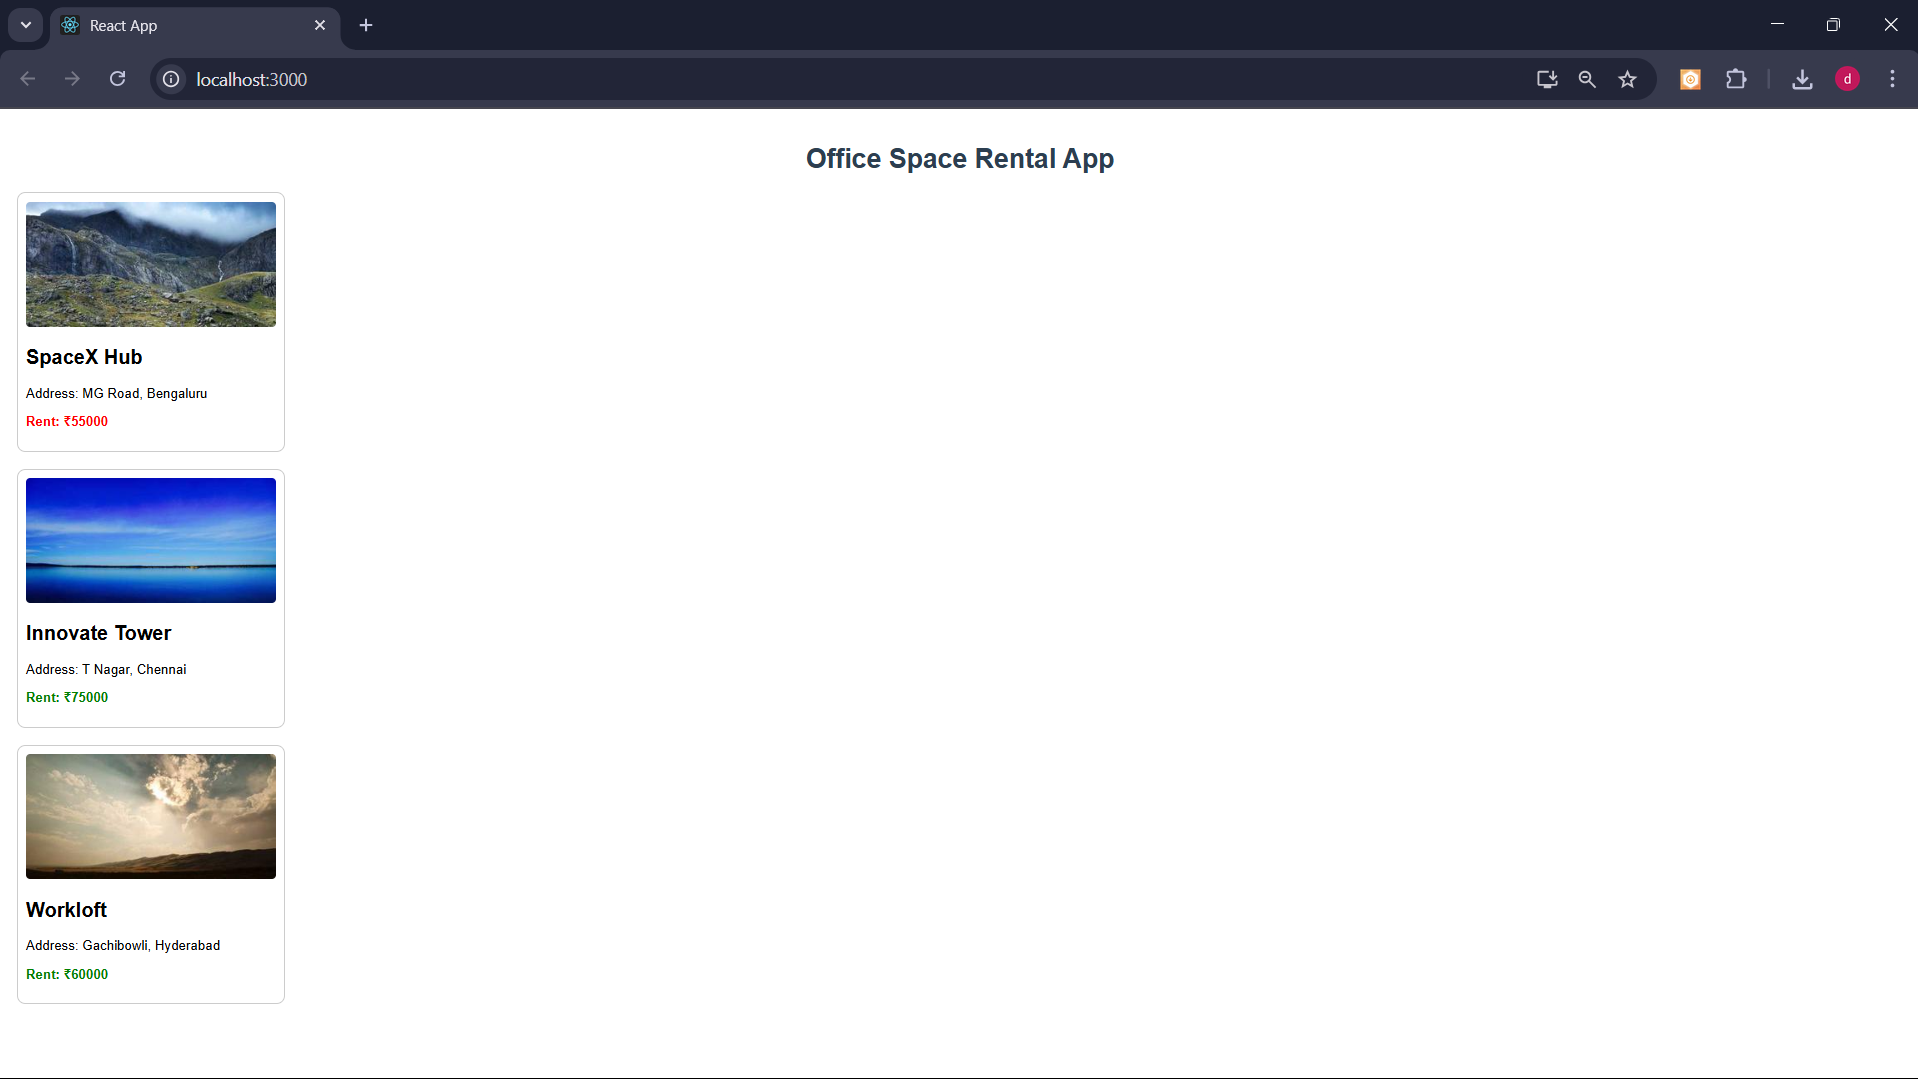 React App
localhost:3000
d
Office Space Rental App
SpaceX Hub
Address: MG Road, Bengaluru
Rent: ₹55000
Innovate Tower
Address: T Nagar, Chennai
Rent: ₹75000
Workloft
Address: Gachibowli, Hyderabad
Rent: ₹60000